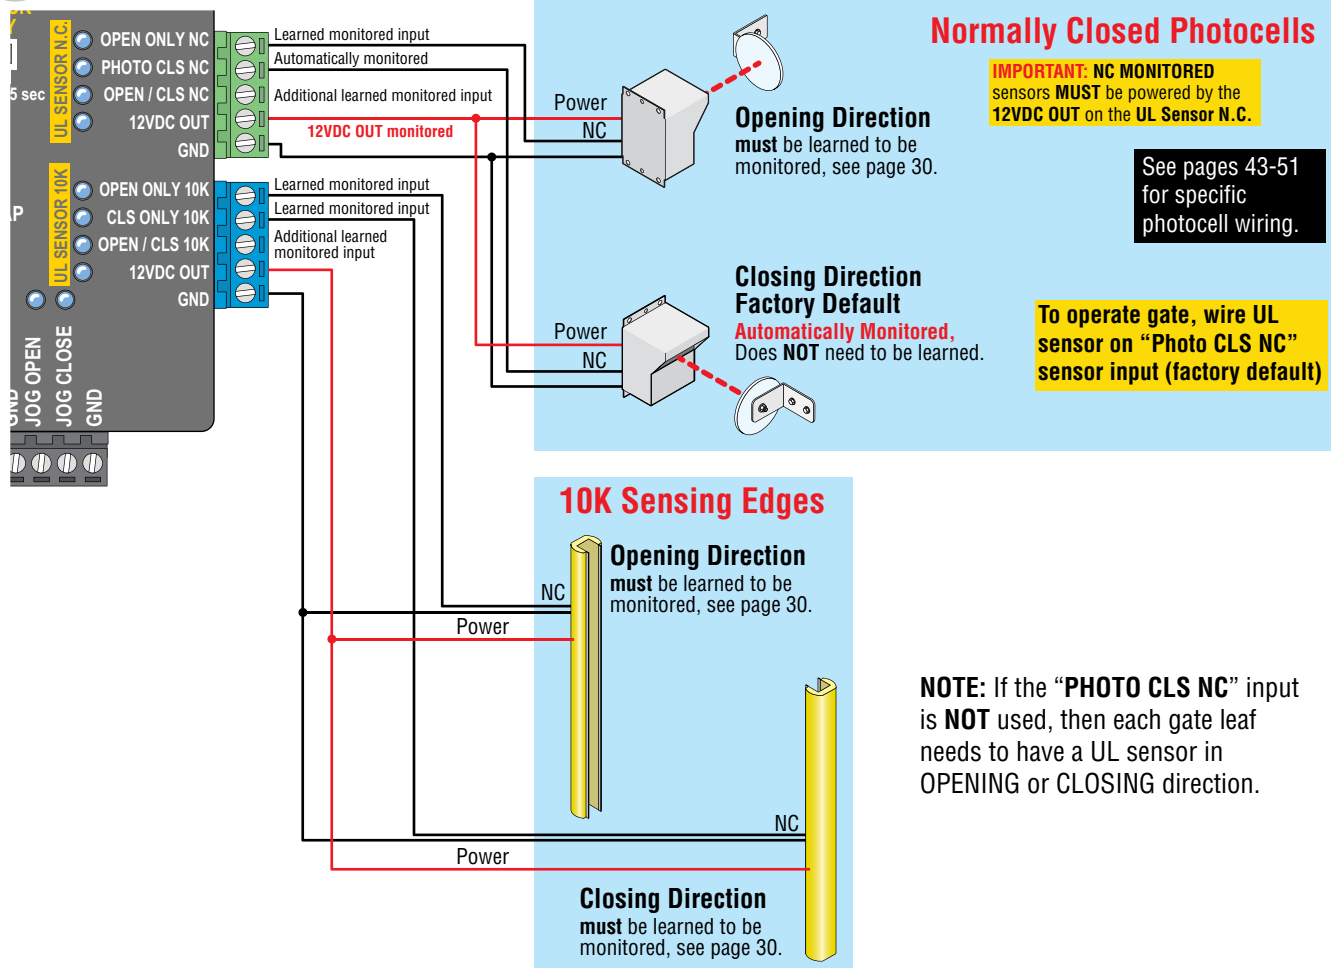 5 sec
UL SENSOR N.C.
OPEN ONLY NC
PHOTO CLS NC
OPEN / CLS NC
12VDC OUT
GND
Learned monitored input
Automatically monitored
Additional learned monitored input
12VDC OUT monitored
UL SENSOR 10K
OPEN ONLY 10K
CLS ONLY 10K
OPEN / CLS 10K
12VDC OUT
GND
Learned monitored input
Learned monitored input
Additional learned
monitored input
GND
JOG OPEN
JOG CLOSE
GND
Normally Closed Photocells
IMPORTANT: NC MONITORED
sensors MUST be powered by the
12VDC OUT on the UL Sensor N.C.
Power
NC
Opening Direction
must be learned to be
monitored, see page 30.
See pages 43-51
for specific
photocell wiring.
Closing Direction
Factory Default
Automatically Monitored,
Does NOT need to be learned.
Power
NC
To operate gate, wire UL
sensor on “Photo CLS NC”
sensor input (factory default)
10K Sensing Edges
Opening Direction
must be learned to be
monitored, see page 30.
NC
Power
NC
Power
Closing Direction
must be learned to be
monitored, see page 30.
NOTE: If the “PHOTO CLS NC” input
is NOT used, then each gate leaf
needs to have a UL sensor in
OPENING or CLOSING direction.